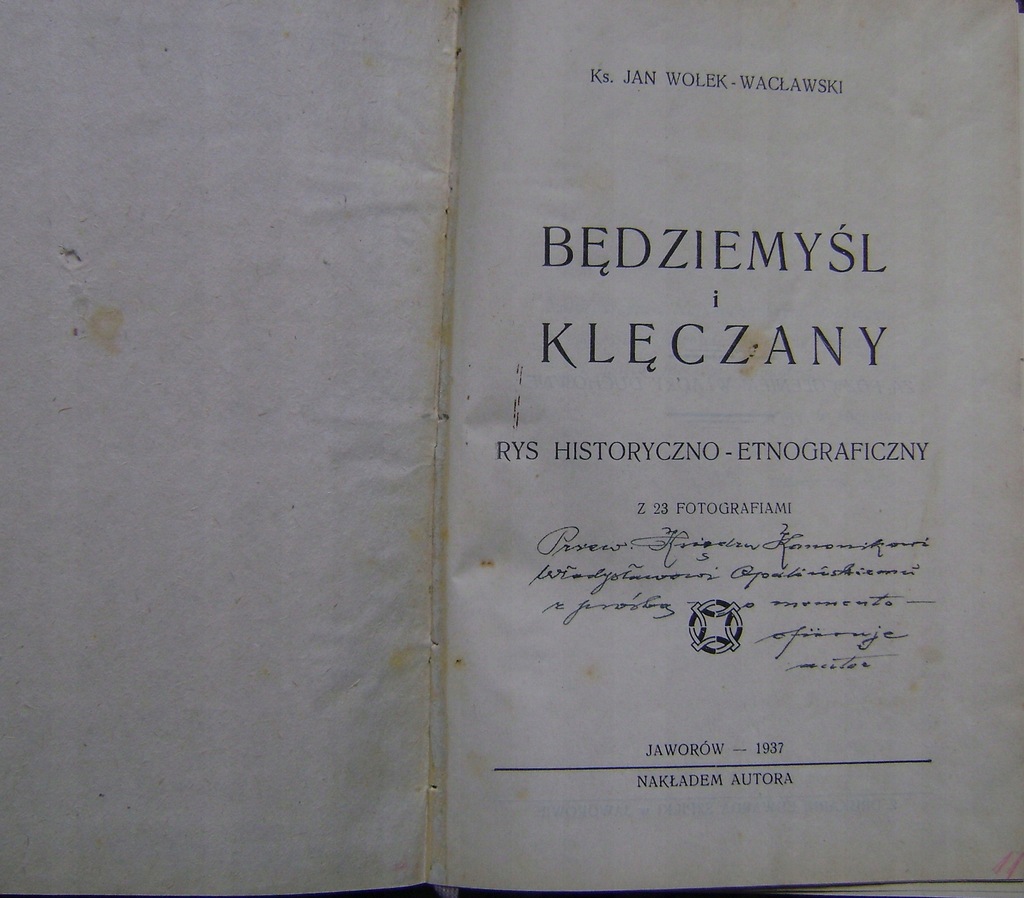 Ks. JAN WOŁEK-WACŁAWSKI
BĘDZIEMYŚL
i
KLĘCZANY
RYS HISTORYCZNO-ETNOGRAFICZNY
Z 23 FOTOGRAFIAMI
Przew. Księdzu Kanonikowi
Władysławowi Opalińskiemu
z prośbą o memento —
ofiaruje
autor
JAWORÓW — 1937
NAKŁADEM AUTORA